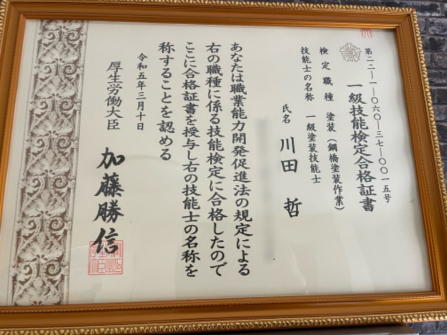 第二二-一-〇六〇-三七-〇〇一五号
一級技能検定合格証書
検定職種 塗装(鋼橋塗装作業)
技能士の名称 一級塗装技能士
氏名 川田 哲
あなたは職業能力開発促進法の規定による
右の職種に係る技能検定に合格したので
ここに合格証書を授与し右の技能士の名称を
称することを認める
令和五年三月十日
厚生労働大臣 加藤勝信